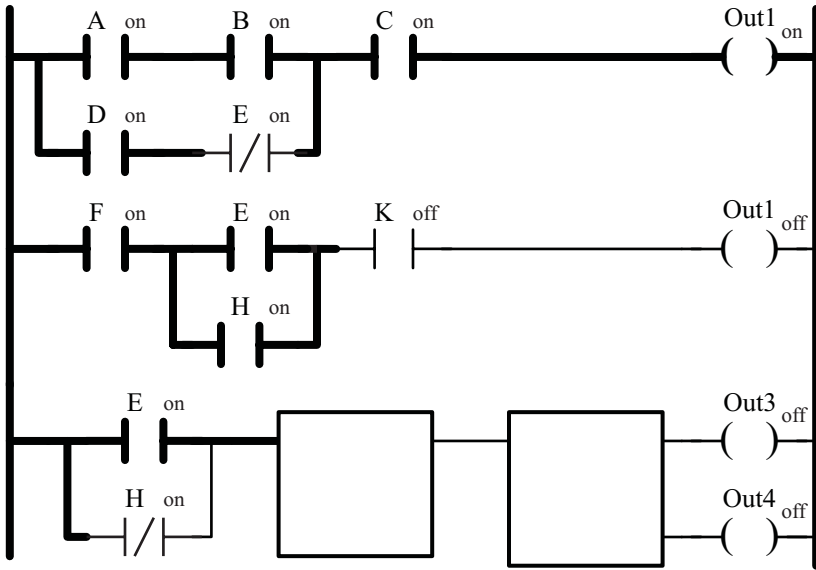 A on B on C on Out1 on
D on E on
F on E on K off Out1 off
H on
E on Out3 off
H on Out4 off